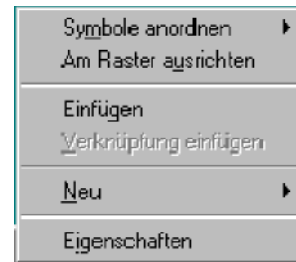 Symbole anordnen
Am Raster ausrichten
Einfügen
Verknüpfung einfügen
Neu
Eigenschaften